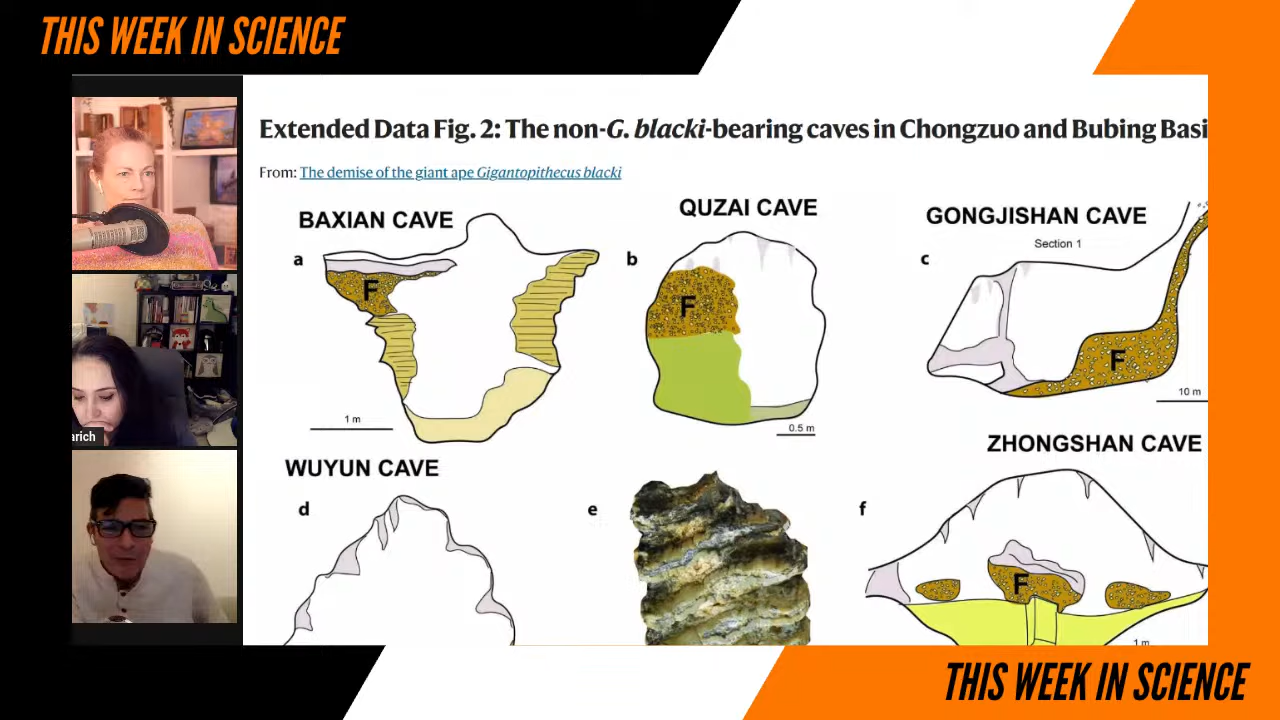 THIS WEEK IN SCIENCE
Extended Data Fig. 2: The non-G. blacki-bearing caves in Chongzuo and Bubing Basi
From: The demise of the giant ape Gigantopithecus blacki
BAXIAN CAVE
QUZAI CAVE
GONGJISHAN CAVE
Section 1
a
b
c
F
F
F
1 m
0.5 m
10 m
WUYUN CAVE
ZHONGSHAN CAVE
d
e
f
F
1 m
arich
THIS WEEK IN SCIENCE